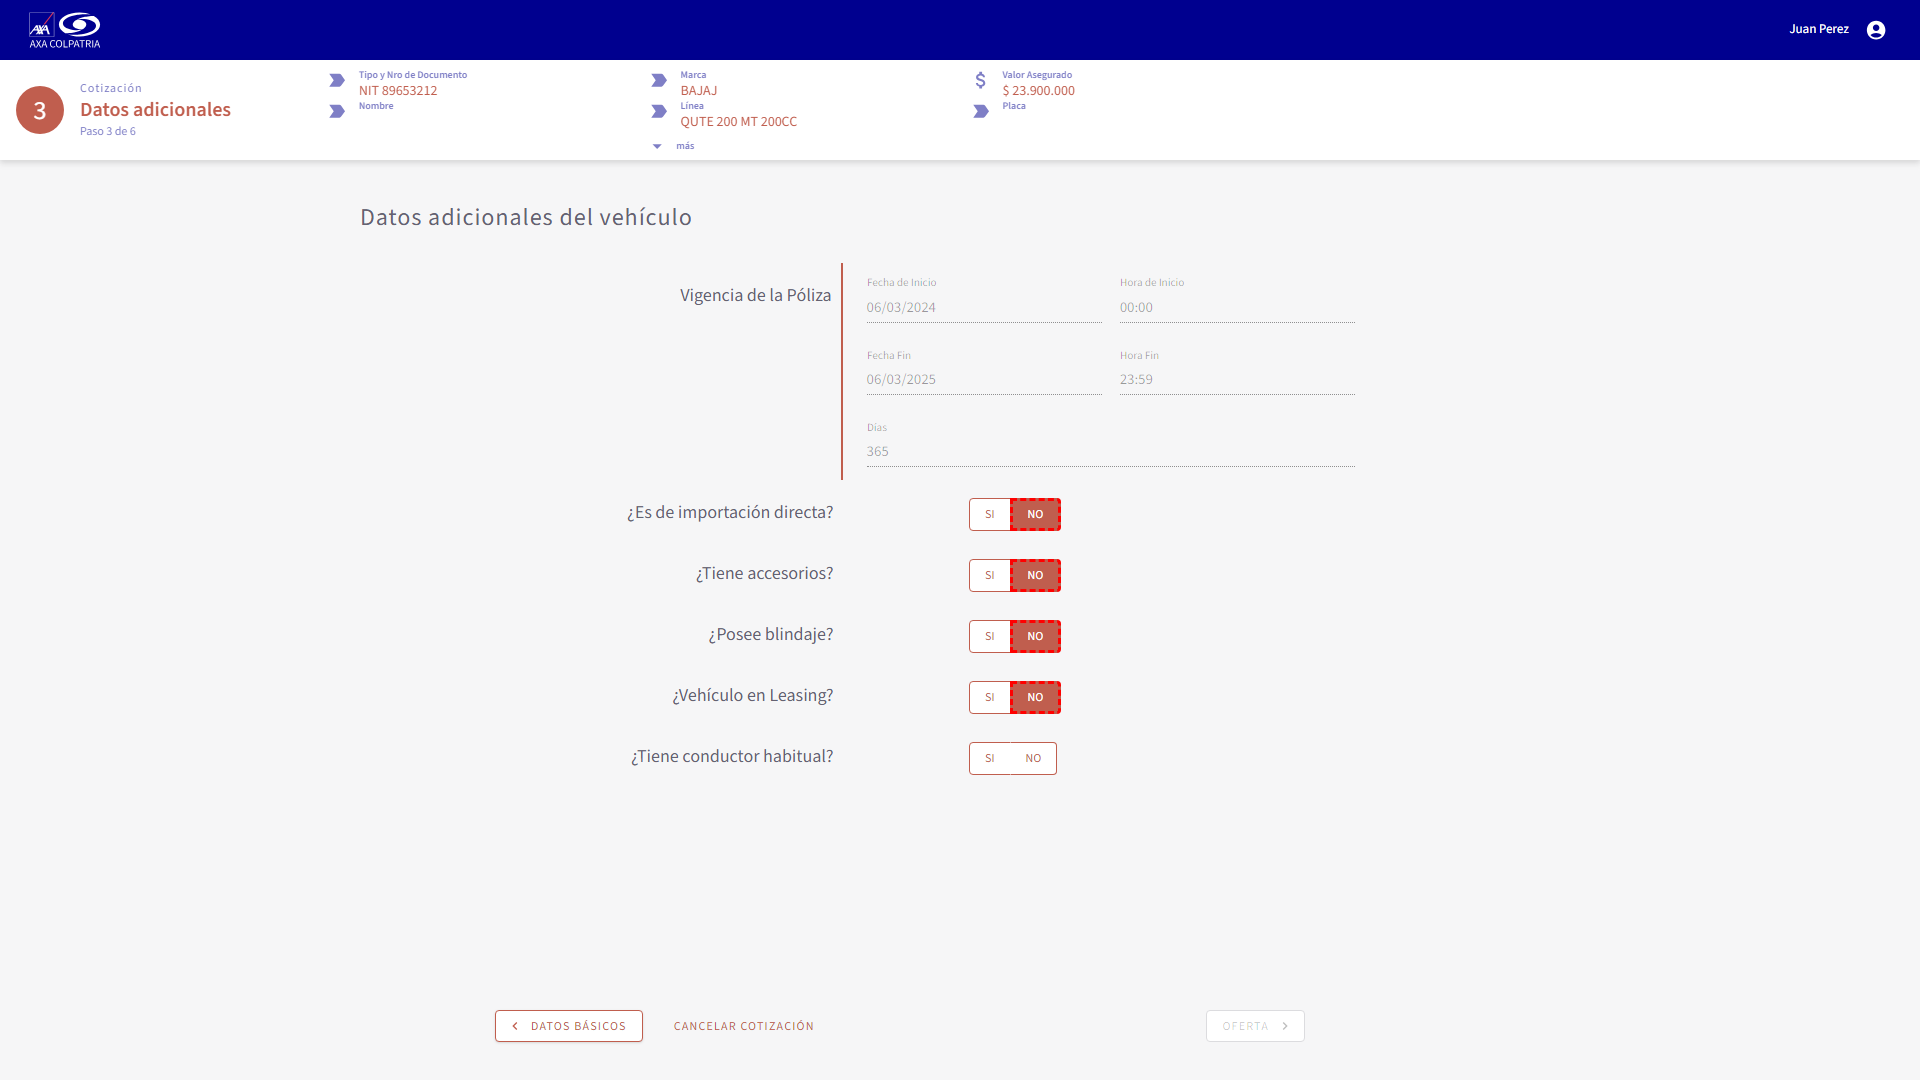 AXA
AXA COLPATRIA
Juan Perez
3
Cotización
Datos adicionales
Paso 3 de 6
Tipo y Nro de Documento
NIT 89653212
Nombre
Marca
BAJAJ
Línea
QUTE 200 MT 200CC
más
Valor Asegurado
$ 23.900.000
Placa
Datos adicionales del vehículo
Vigencia de la Póliza
Fecha de Inicio
06/03/2024
Hora de Inicio
00:00
Fecha Fin
06/03/2025
Hora Fin
23:59
Días
365
¿Es de importación directa? SI NO
¿Tiene accesorios? SI NO
¿Posee blindaje? SI NO
¿Vehículo en Leasing? SI NO
¿Tiene conductor habitual? SI NO
DATOS BÁSICOS
CANCELAR COTIZACIÓN
OFERTA